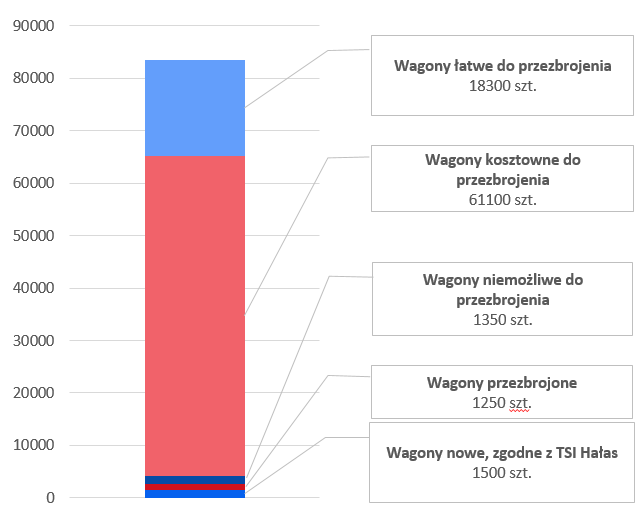 90000
80000
70000
60000
50000
40000
30000
20000
10000
0
Wagony łatwe do przezbrojenia
18300 szt.
Wagony kosztowne do
przezbrojenia
61100 szt.
Wagony niemożliwe do
przezbrojenia
1350 szt.
Wagony przezbrojone
1250 szt.
Wagony nowe, zgodne z TSI Hałas
1500 szt.